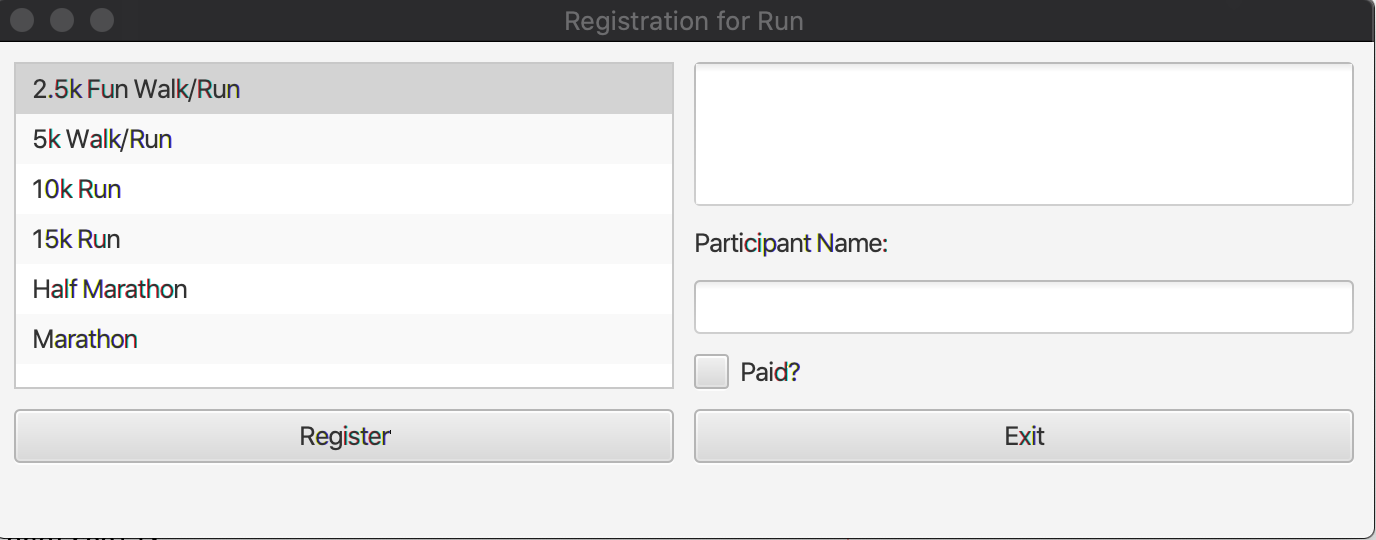 Registration for Run
2.5k Fun Walk/Run
5k Walk/Run
10k Run
15k Run
Half Marathon
Marathon
Participant Name:
Paid?
Register
Exit